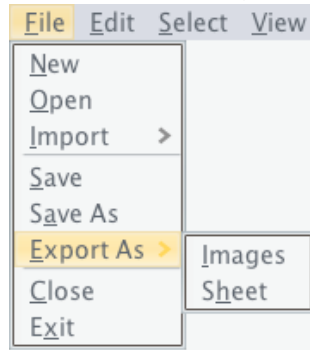 File Edit Select View
New
Open
Import >
Save
Save As
Export As >
Images
Close
Sheet
Exit